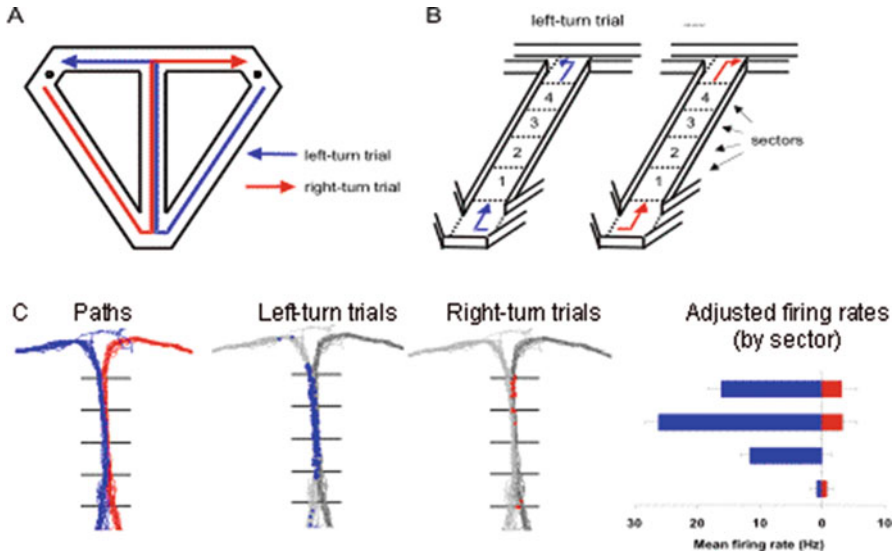 A
B
left-turn trial
left-turn trial
right-turn trial
4
3
2
1
4
3
2
1
sectors
C
Paths
Left-turn trials
Right-turn trials
Adjusted firing rates
(by sector)
30 20 10 0 10
Mean firing rate (Hz)